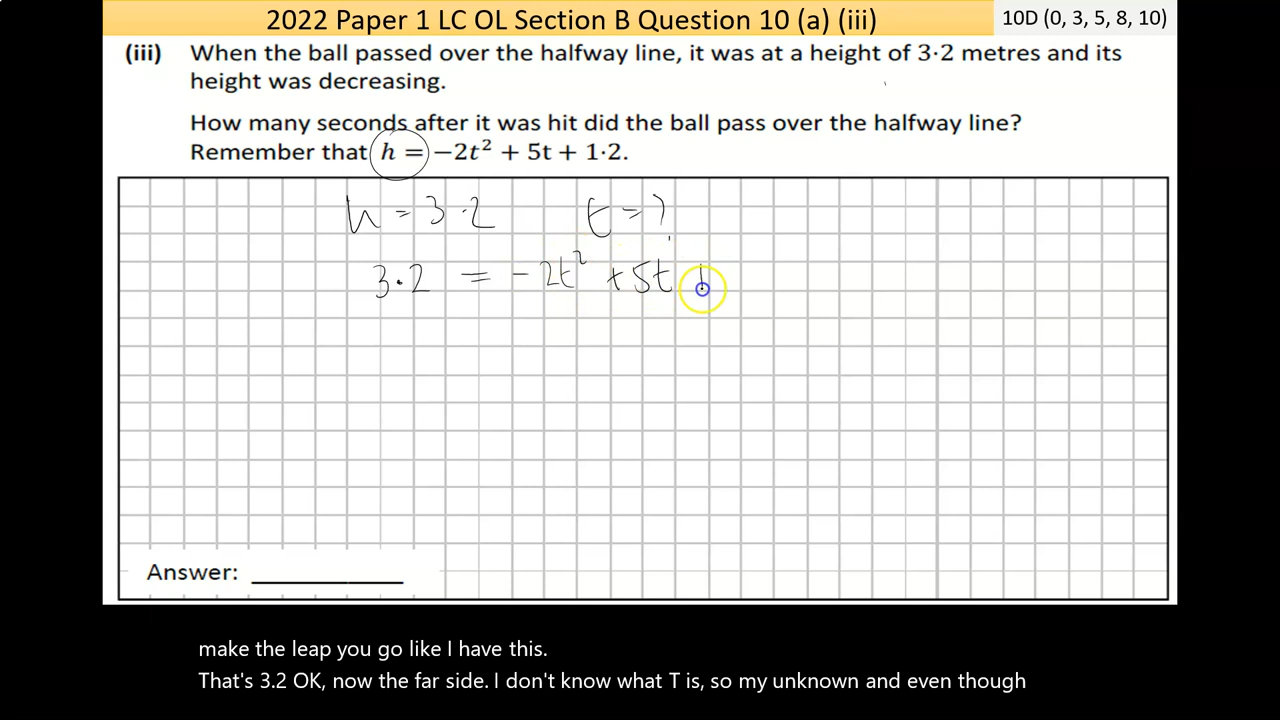 2022 Paper 1 LC OL Section B Question 10 (a) (iii)
10D (0, 3, 5, 8, 10)
(iii) When the ball passed over the halfway line, it was at a height of 3·2 metres and its
height was decreasing.
How many seconds after it was hit did the ball pass over the halfway line?
Remember that h = −2t² + 5t + 1·2.
h = 3·2 t = ?
3·2 = −2t² + 5t
Answer: ____________
make the leap you go like I have this.
That's 3.2 OK, now the far side. I don't know what T is, so my unknown and even though